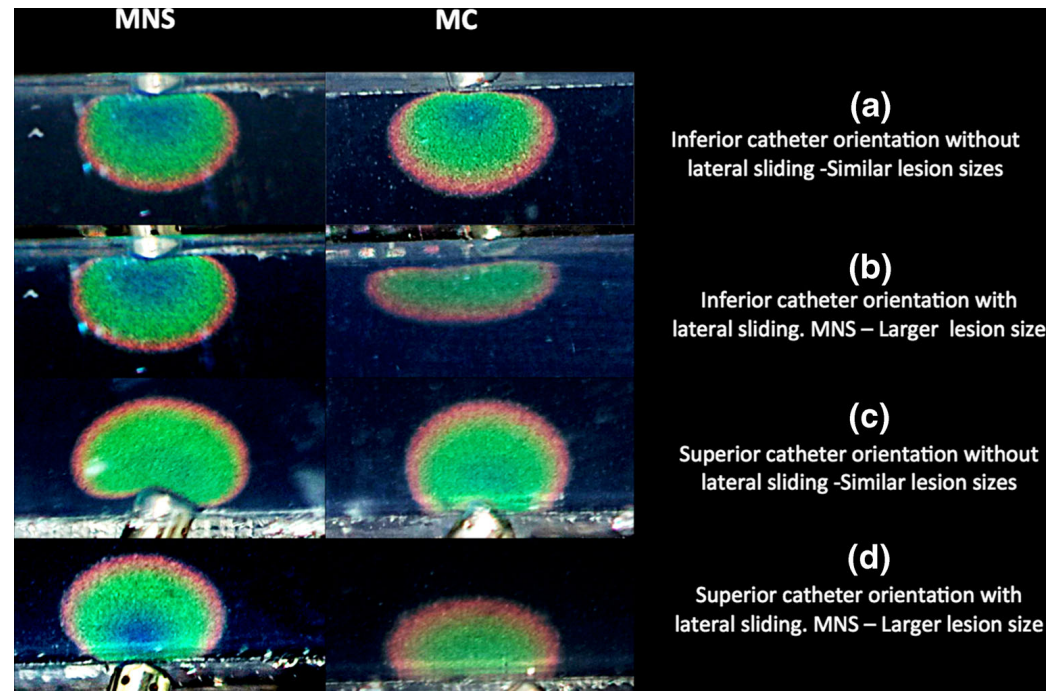 MNS
MC
(a)
Inferior catheter orientation without
lateral sliding -Similar lesion sizes
(b)
Inferior catheter orientation with
lateral sliding. MNS – Larger lesion size
(c)
Superior catheter orientation without
lateral sliding -Similar lesion sizes
(d)
Superior catheter orientation with
lateral sliding. MNS – Larger lesion size